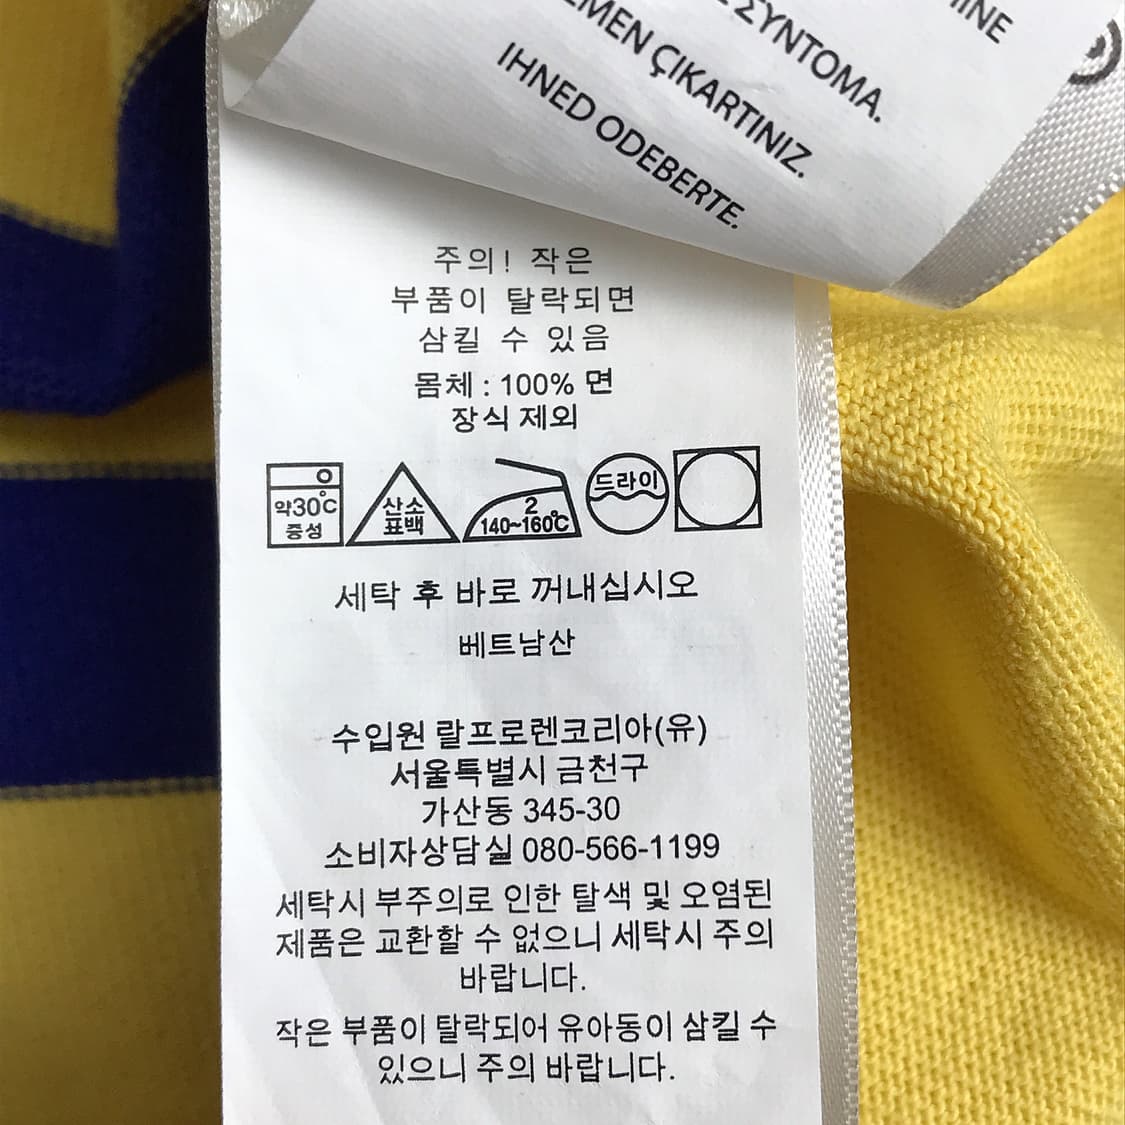 ΣΥΝΤΟΜΑ.
ÇIKARTINIZ.
IHNED ODEBERTE.
주의! 작은
부품이 탈락되면
삼킬 수 있음
몸체 : 100% 면
장식 제외
약30℃
중성
산소
표백
2
140~160℃
드라이
세탁 후 바로 꺼내십시오
베트남산
수입원 랄프로렌코리아(유)
서울특별시 금천구
가산동 345-30
소비자상담실 080-566-1199
세탁시 부주의로 인한 탈색 및 오염된
제품은 교환할 수 없으니 세탁시 주의
바랍니다.
작은 부품이 탈락되어 유아동이 삼킬 수
있으니 주의 바랍니다.